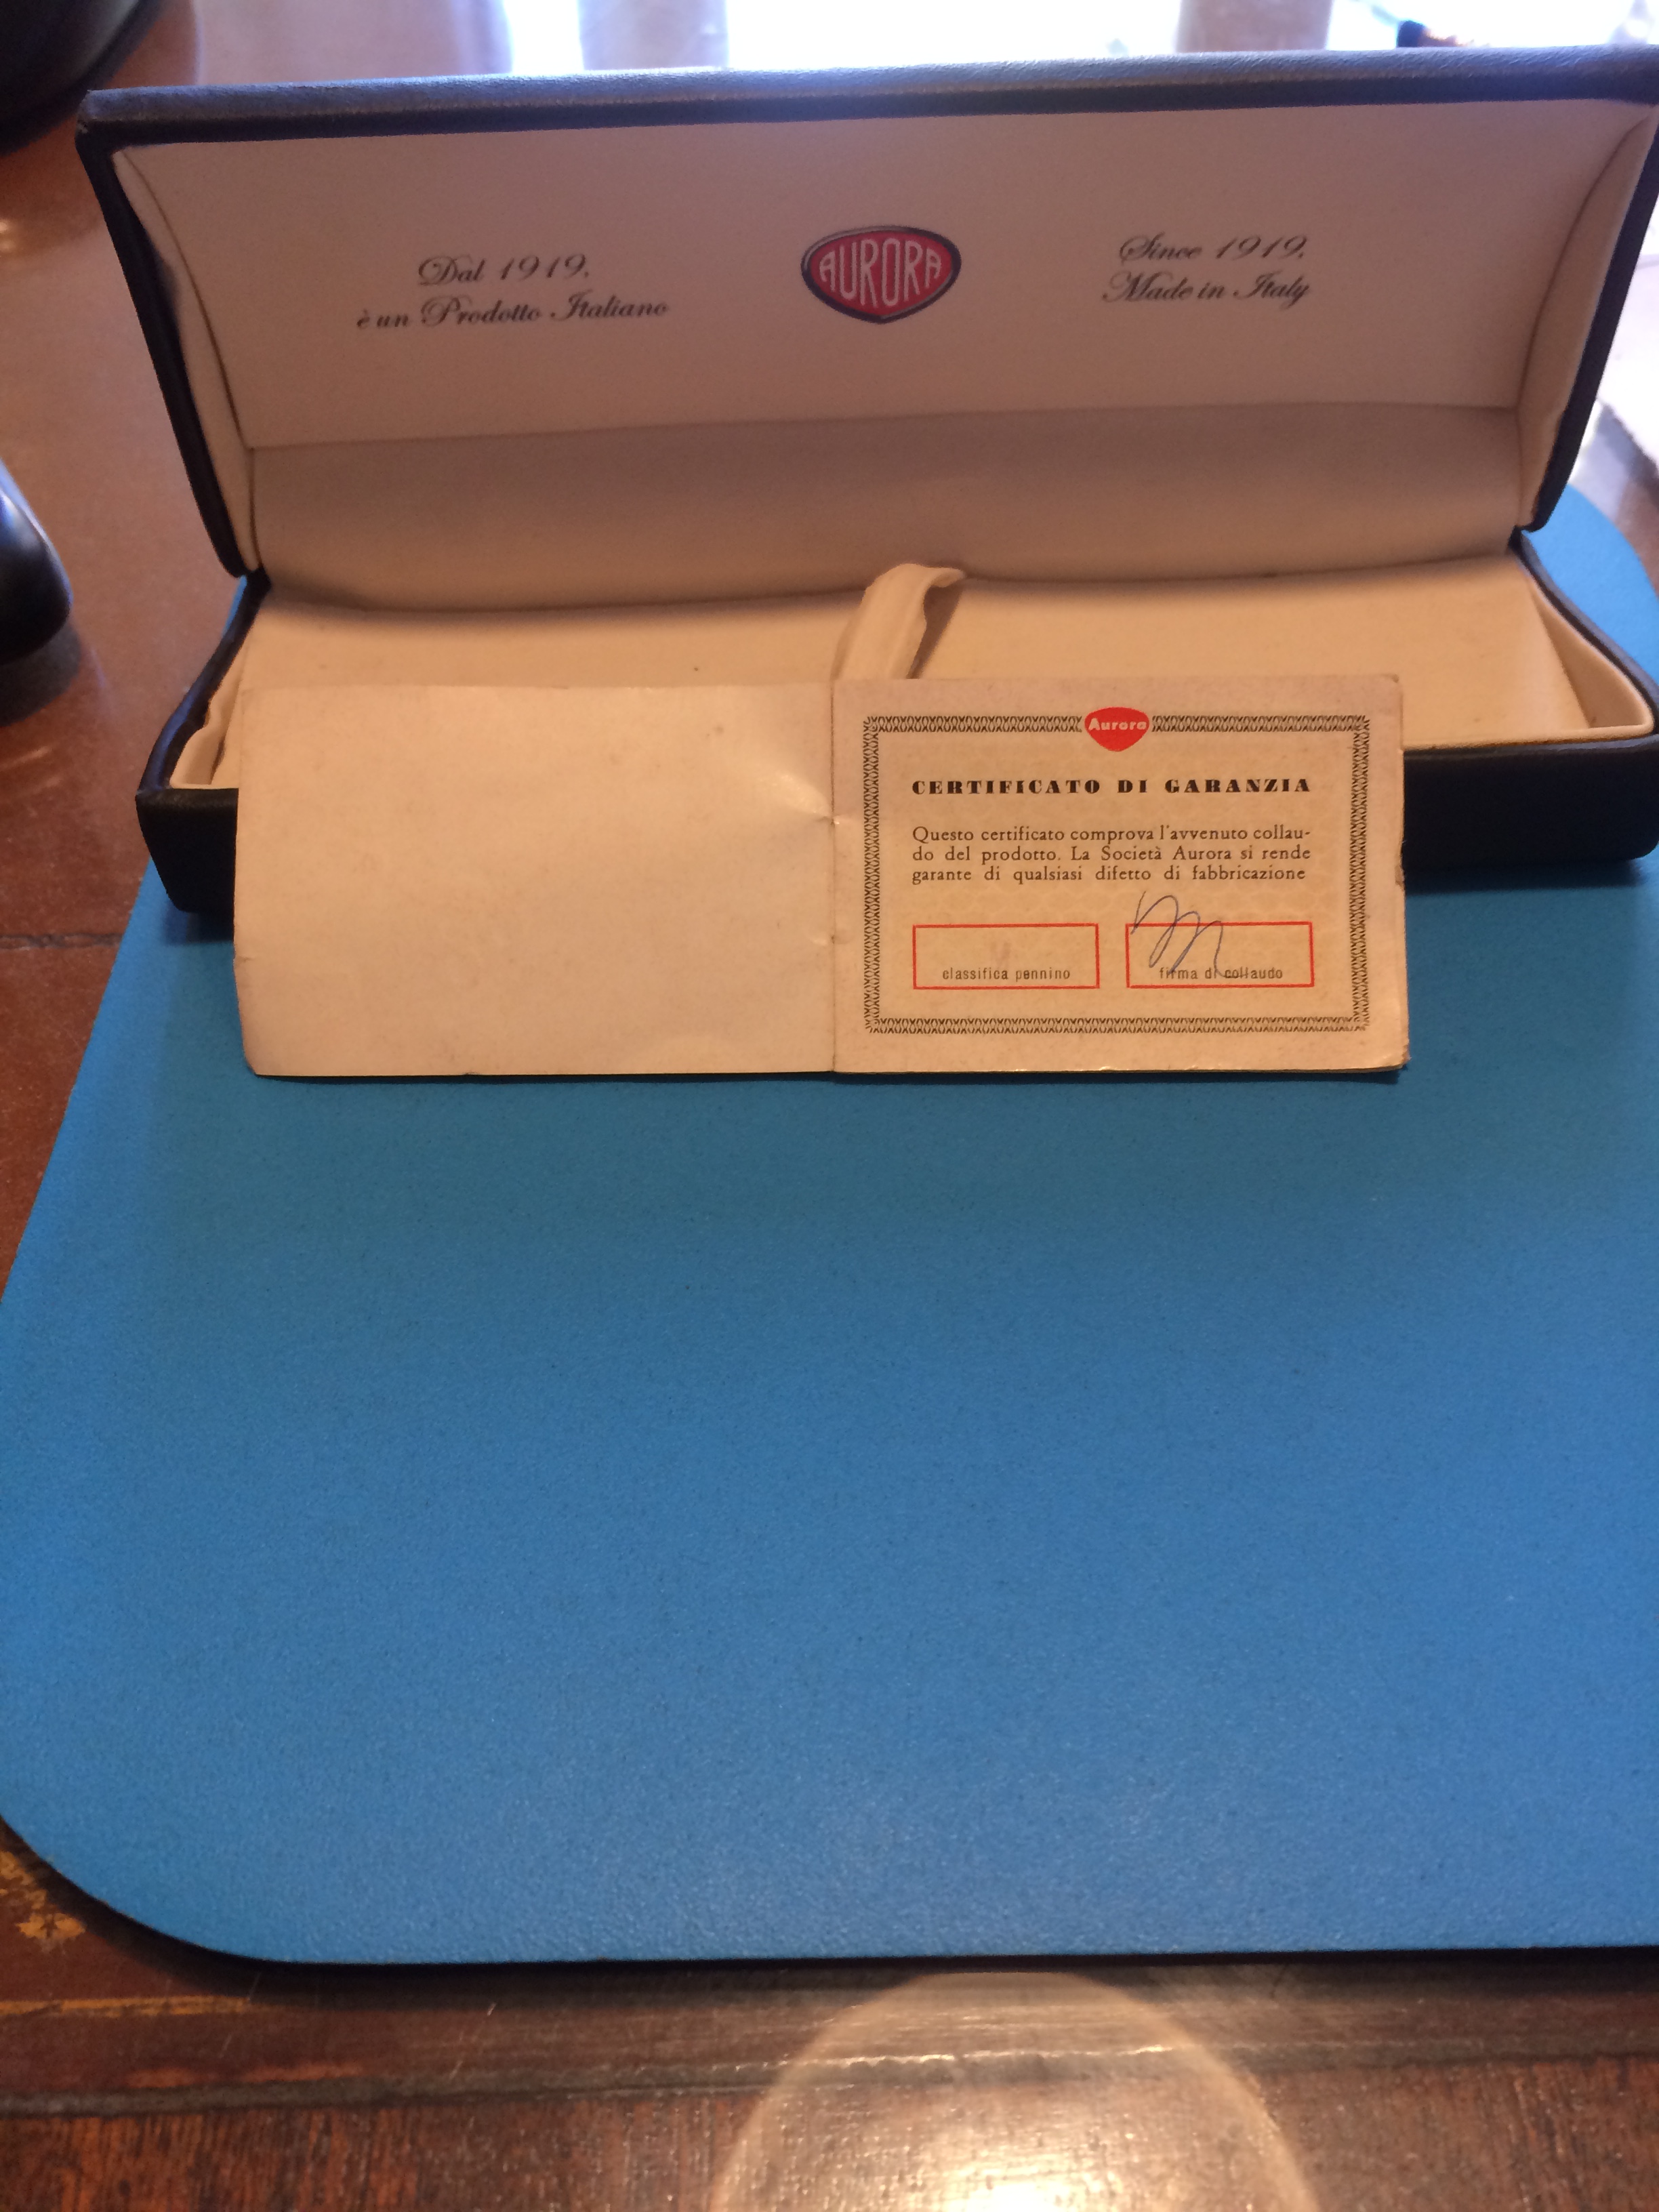 Dal 1919.
è un Prodotto Italiano
AURORA
Since 1919.
Made in Italy
Aurora
CERTIFICATO DI GARANZIA
Questo certificato comprova l'avvenuto collau-
do del prodotto. La Società Aurora si rende
garante di qualsiasi difetto di fabbricazione
classifica pennino
firma di collaudo